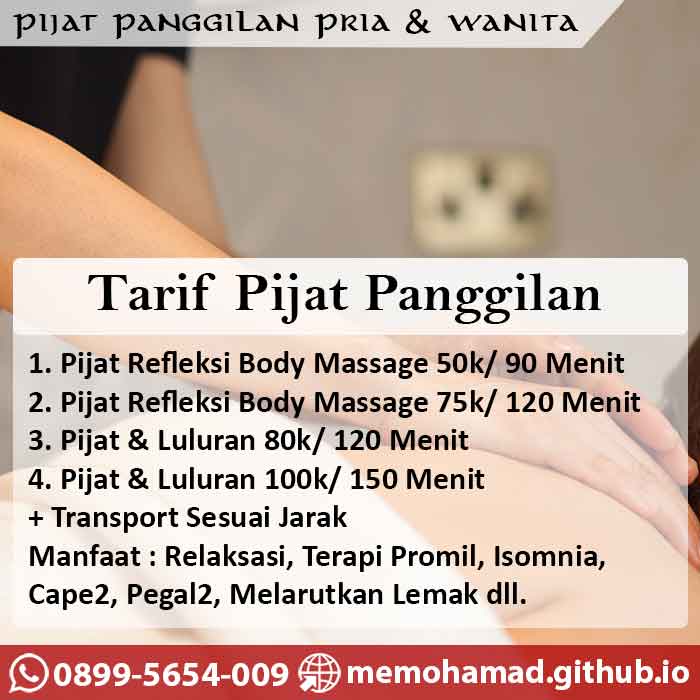 PIJAT PANGGILAN PRIA & WANITA
Tarif Pijat Panggilan
1. Pijat Refleksi Body Massage 50k/ 90 Menit
2. Pijat Refleksi Body Massage 75k/ 120 Menit
3. Pijat & Luluran 80k/ 120 Menit
4. Pijat & Luluran 100k/ 150 Menit
+ Transport Sesuai Jarak
Manfaat : Relaksasi, Terapi Promil, Isomnia,
Cape2, Pegal2, Melarutkan Lemak dll.
0899-5654-009 memohamad.github.io